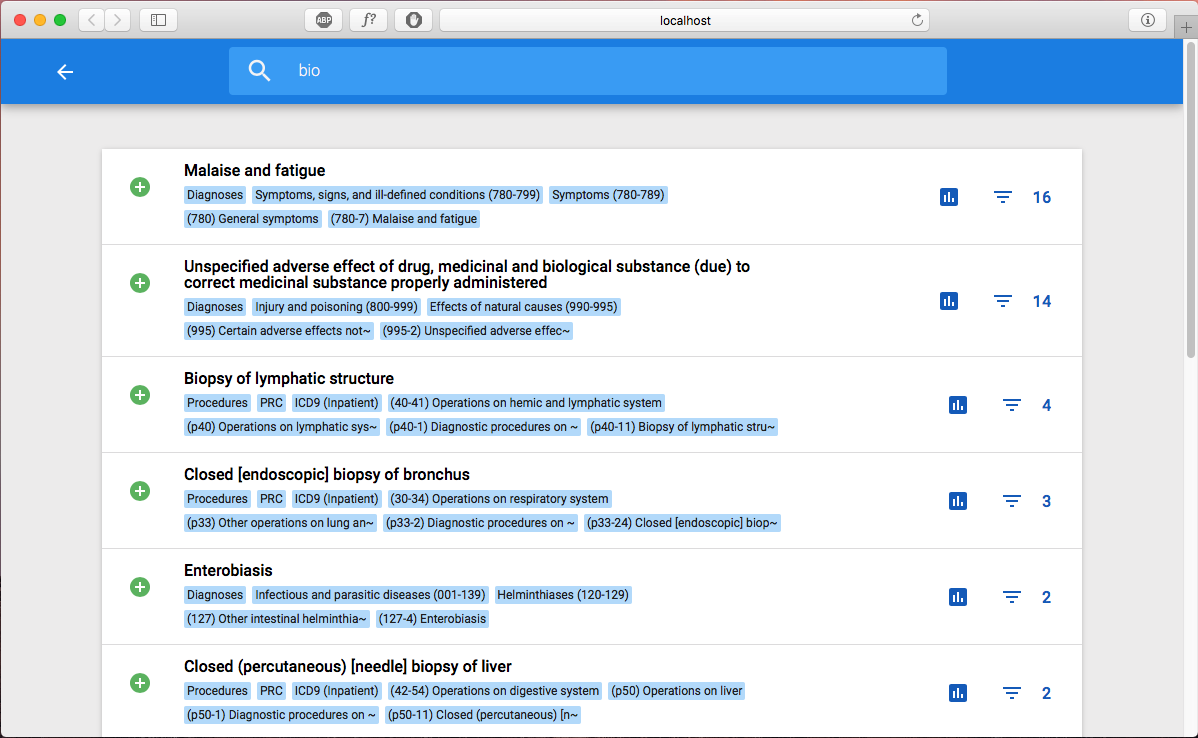 ABP f? localhost
bio
Malaise and fatigue
Diagnoses Symptoms, signs, and ill-defined conditions (780-799) Symptoms (780-789)
(780) General symptoms (780-7) Malaise and fatigue
16
Unspecified adverse effect of drug, medicinal and biological substance (due) to
correct medicinal substance properly administered
Diagnoses Injury and poisoning (800-999) Effects of natural causes (990-995)
(995) Certain adverse effects not~ (995-2) Unspecified adverse effec~
14
Biopsy of lymphatic structure
Procedures PRC ICD9 (Inpatient) (40-41) Operations on hemic and lymphatic system
(p40) Operations on lymphatic sys~ (p40-1) Diagnostic procedures on ~ (p40-11) Biopsy of lymphatic stru~
4
Closed [endoscopic] biopsy of bronchus
Procedures PRC ICD9 (Inpatient) (30-34) Operations on respiratory system
(p33) Other operations on lung an~ (p33-2) Diagnostic procedures on ~ (p33-24) Closed [endoscopic] biop~
3
Enterobiasis
Diagnoses Infectious and parasitic diseases (001-139) Helminthiases (120-129)
(127) Other intestinal helminthia~ (127-4) Enterobiasis
2
Closed (percutaneous) [needle] biopsy of liver
Procedures PRC ICD9 (Inpatient) (42-54) Operations on digestive system (p50) Operations on liver
(p50-1) Diagnostic procedures on ~ (p50-11) Closed (percutaneous) [n~
2